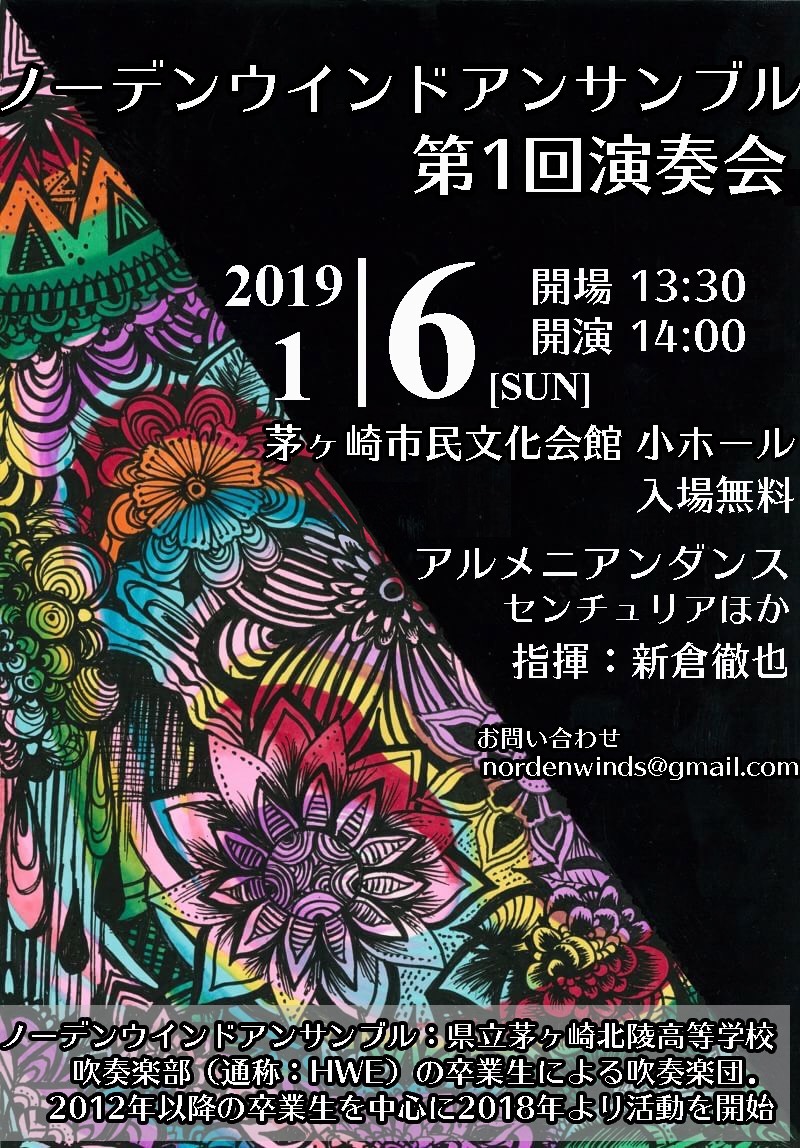 ノーデンウインドアンサンブル
第1回演奏会
2019
1
6
[SUN]
開場 13:30
開演 14:00
茅ヶ崎市民文化会館 小ホール
入場無料
アルメニアンダンス
センチュリアほか
指揮：新倉徹也
お問い合わせ
nordenwinds@gmail.com
ノーデンウインドアンサンブル：県立茅ヶ崎北陵高等学校
吹奏楽部（通称：HWE）の卒業生による吹奏楽団．
2012年以降の卒業生を中心に2018年より活動を開始